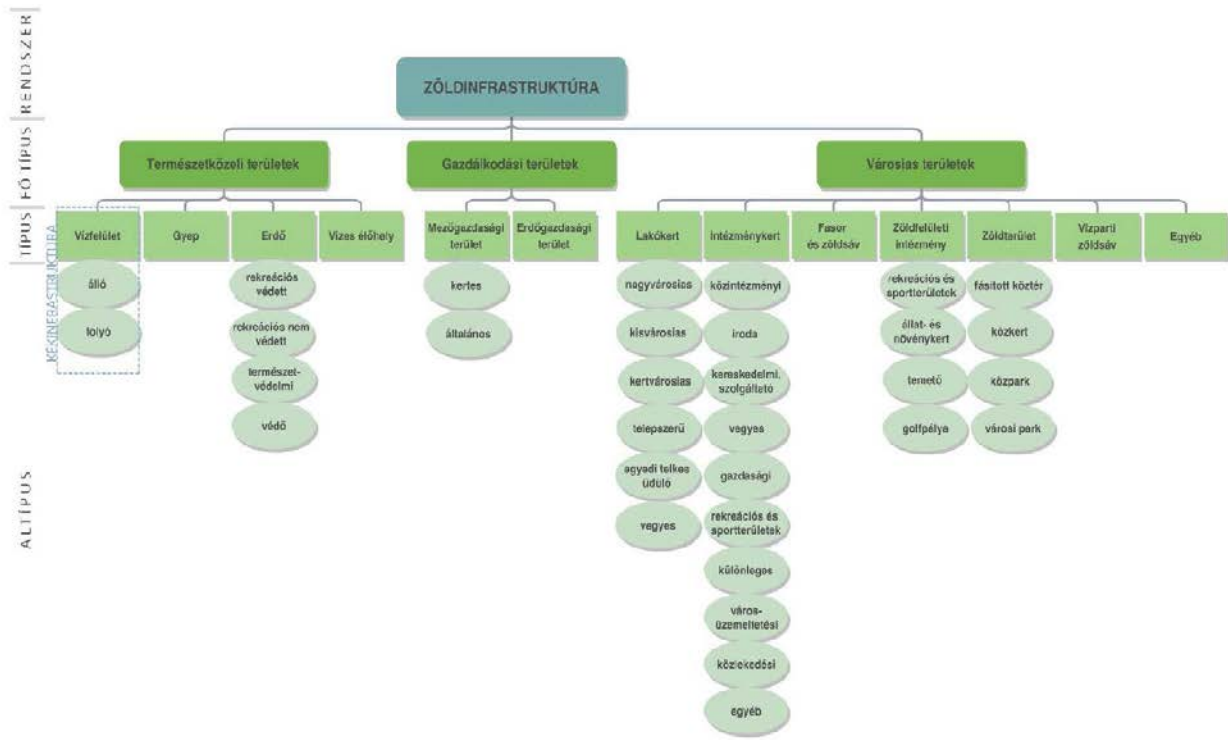 RENDSZER
ZÖLDINFRASTRUKTÚRA
FŐ TÍPUS
Természetközeli területek
Gazdálkodási területek
Városias területek
TÍPUS
KÉKINFRASTRUKTÚRA
Vízfelület
Gyep
Erdő
Vizes élőhely
Mezőgazdasági
terület
Erdőgazdasági
terület
Lakókert
Intézménykert
Fasor
és zöldsáv
Zöldfelületi
intézmény
Zöldterület
Vízparti
zöldsáv
Egyéb
ALTÍPUS
álló
folyó
rekreációs
védett
rekreációs nem
védett
természet-
védelmi
védő
kertes
általános
nagyvárosias
kisvárosias
kertvárosias
telepszerű
egyedi telkes
üdülő
vegyes
közintézményi
iroda
kereskedelmi,
szolgáltató
vegyes
gazdasági
rekreációs és
sportterületek
különleges
város-
üzemeltetési
közlekedési
egyéb
rekreációs és
sportterületek
állat- és
növénykert
temető
golfpálya
fásított köztér
közkert
közpark
városi park